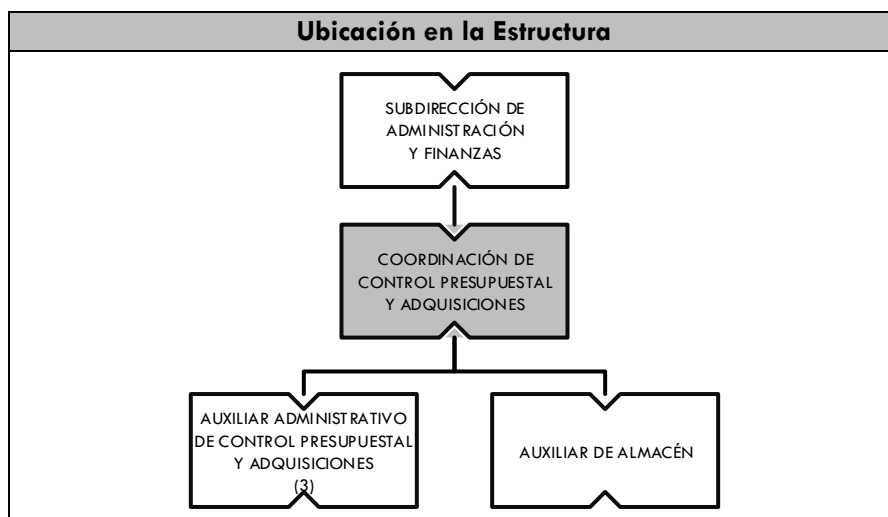 Ubicación en la Estructura
SUBDIRECCIÓN DE
ADMINISTRACIÓN
Y FINANZAS
COORDINACIÓN DE
CONTROL PRESUPUESTAL
Y ADQUISICIONES
AUXILIAR ADMINISTRATIVO
DE CONTROL PRESUPUESTAL
Y ADQUISICIONES
(3)
AUXILIAR DE ALMACÉN